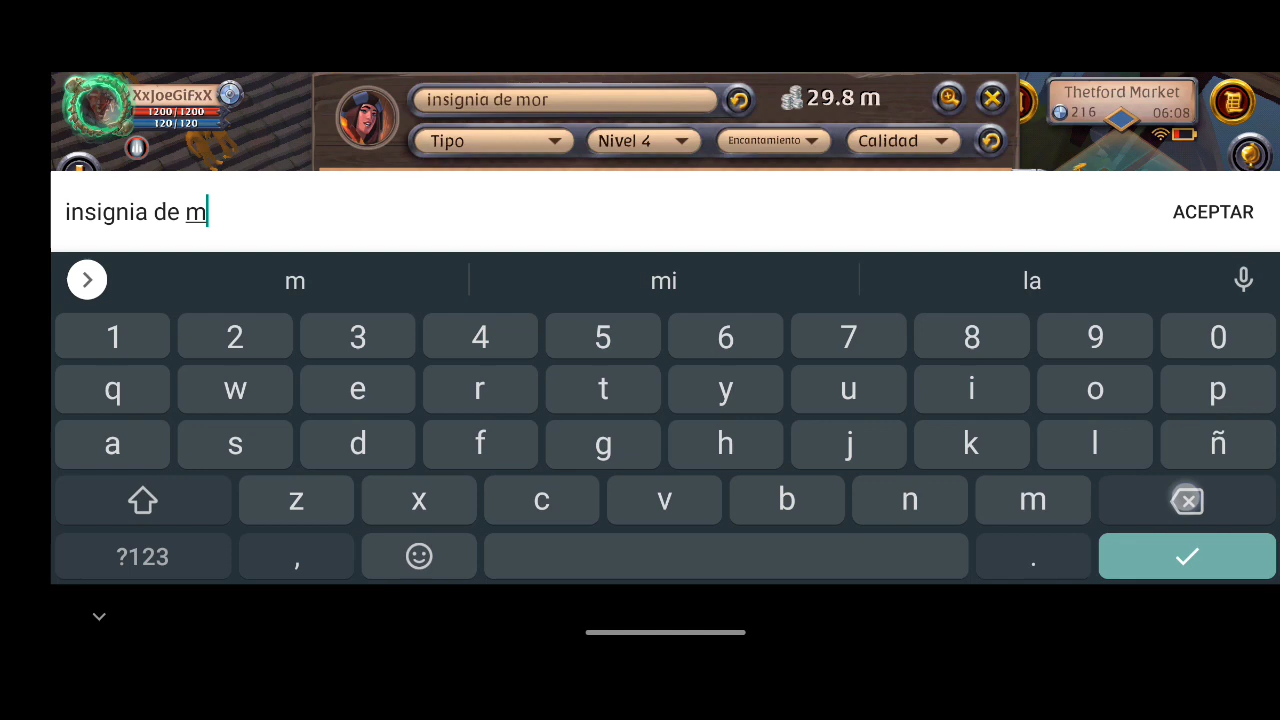 XxJoeGifxX
1200/1200
120/120
insignia de mor
29.8 m
Tipo
Nivel 4
Encantamiento
Calidad
Thetford Market
216
06:08
insignia de m
ACEPTAR
m mi la
1 2 3 4 5 6 7 8 9 0
q w e r t y u i o p
a s d f g h j k l ñ
z x c v b n m
?123 , .